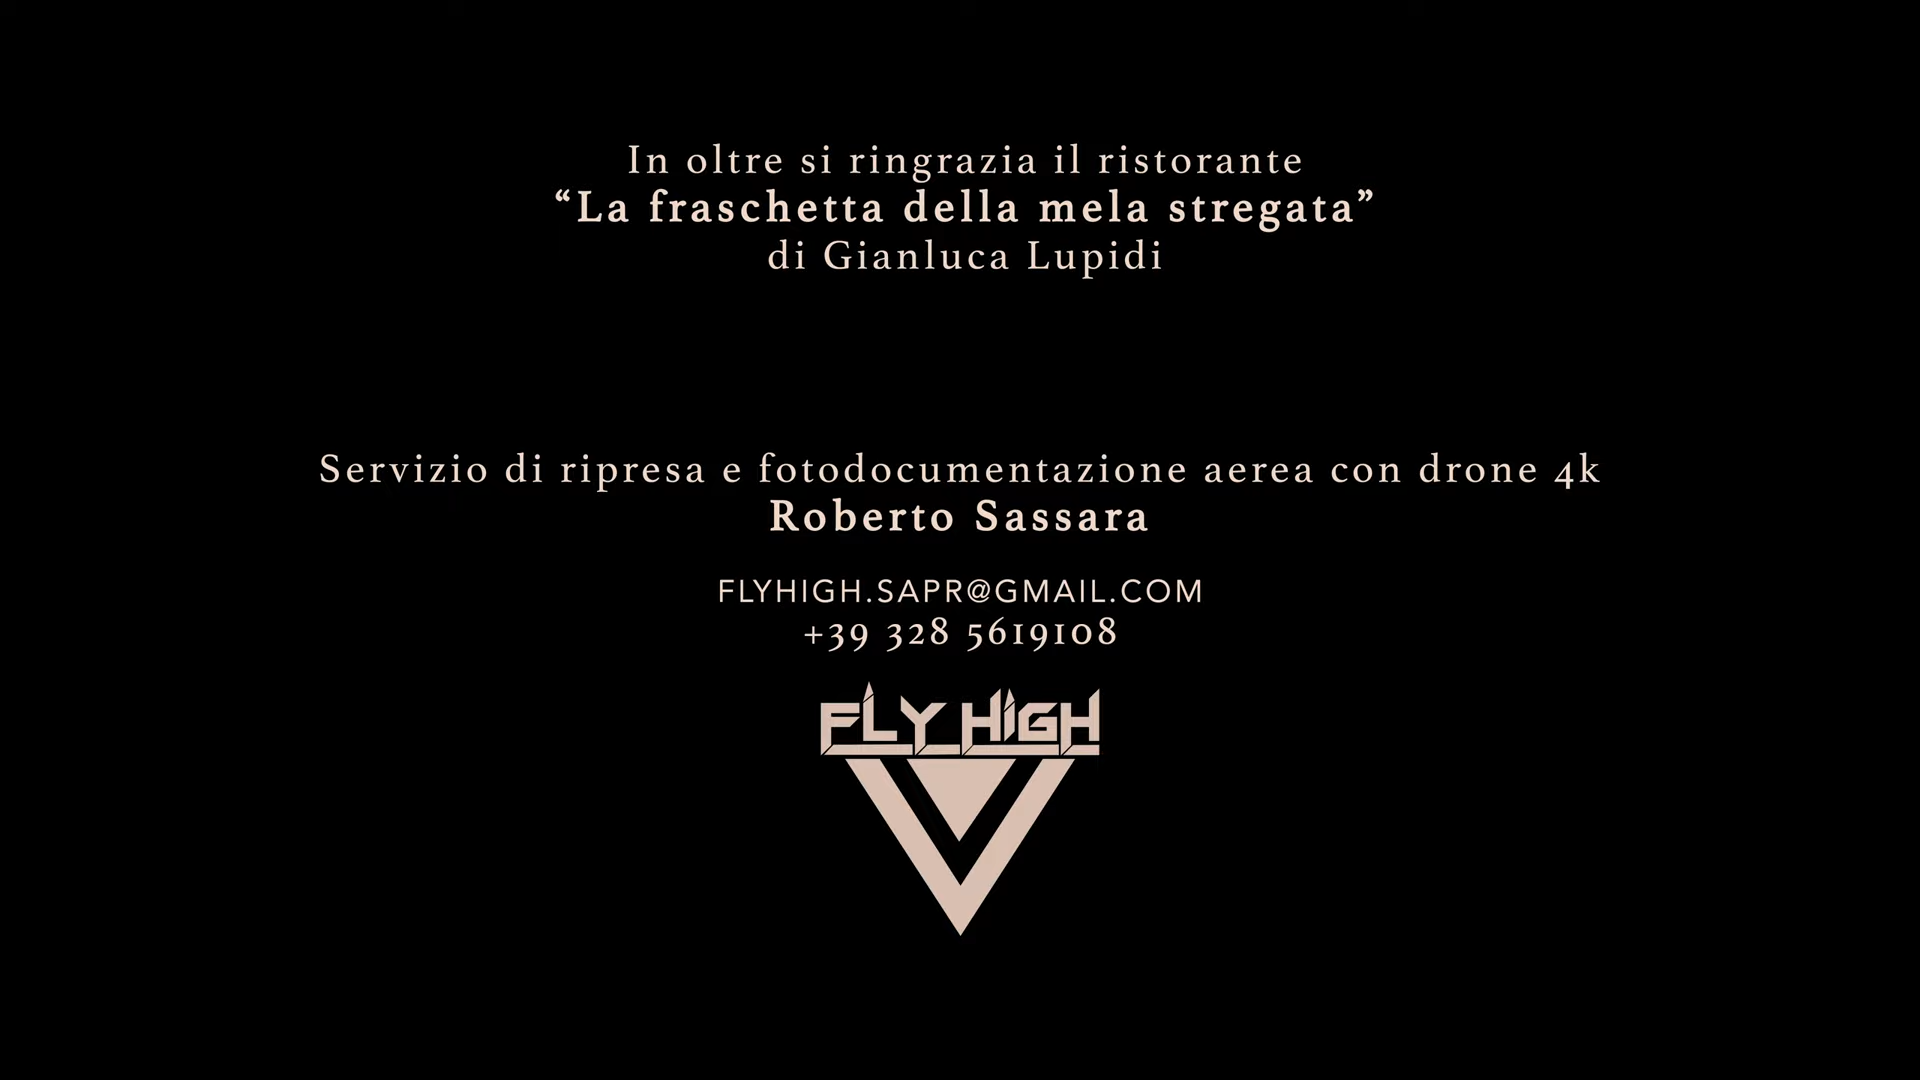 In oltre si ringrazia il ristorante
“La fraschetta della mela stregata”
di Gianluca Lupidi
Servizio di ripresa e fotodocumentazione aerea con drone 4k
Roberto Sassara
FLYHIGH.SAPR@GMAIL.COM
+39 328 5619108
FLY HIGH